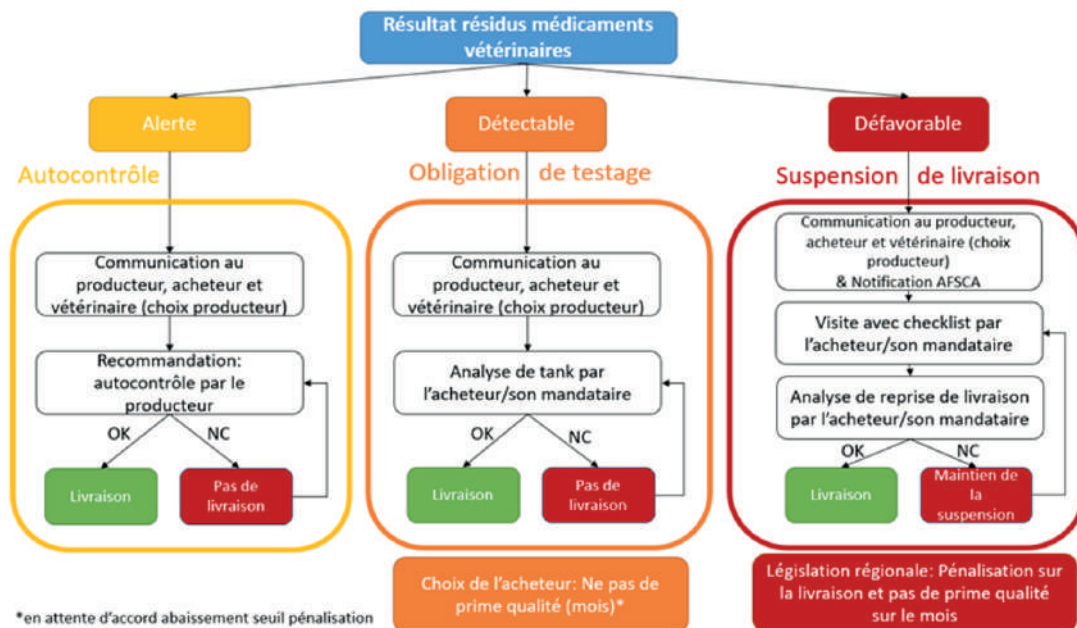 Résultat résidus médicaments
vétérinaires
Alerte
Détectable
Défavorable
Autocontrôle
Obligation de testage
Suspension de livraison
Communication au
producteur, acheteur et
vétérinaire (choix producteur)
Recommandation:
autocontrôle par le
producteur
OK
NC
Livraison
Pas de
livraison
Communication au
producteur, acheteur et
vétérinaire (choix producteur)
Analyse de tank par
l'acheteur/son mandataire
OK
NC
Livraison
Pas de
livraison
Communication au producteur,
acheteur et vétérinaire (choix
producteur)
& Notification AFSCA
Visite avec checklist par
l'acheteur/son mandataire
Analyse de reprise de livraison
par l'acheteur/son mandataire
OK
NC
Livraison
Maintien de
la
suspension
Choix de l'acheteur: Ne pas de
prime qualité (mois)*
Législation régionale: Pénalisation sur
la livraison et pas de prime qualité
sur le mois
*en attente d'accord abaissement seuil pénalisation